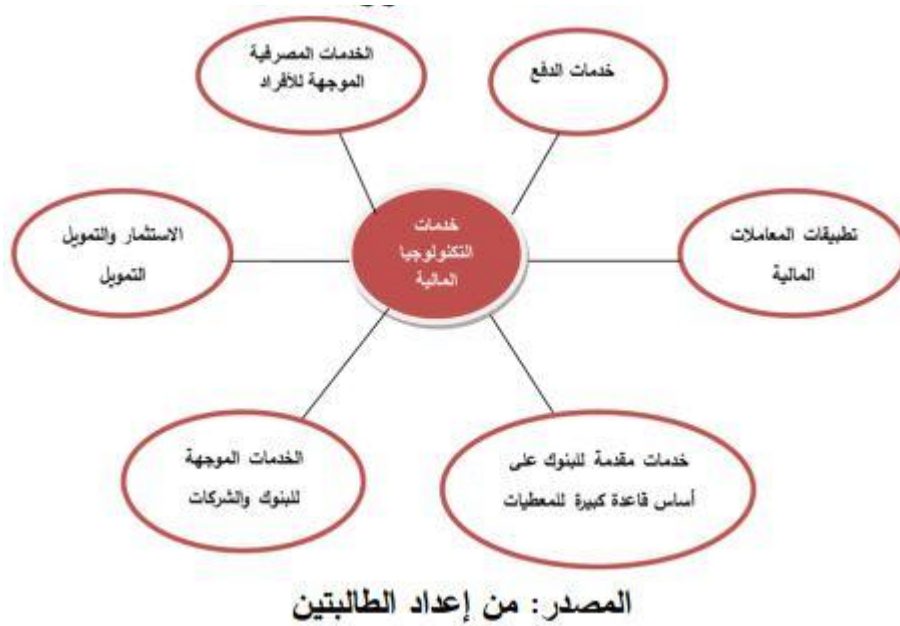 خدمات الدفع
الخدمات المصرفية
الموجهة للأفراد
خدمات
التكنولوجيا
المالية
تطبيقات المعاملات
المالية
الاستثمار والتمويل
التمويل
خدمات مقدمة للبنوك على
أساس قاعدة كبيرة للمعطيات
الخدمات الموجهة
للبنوك والشركات
المصدر: من إعداد الطالبتين